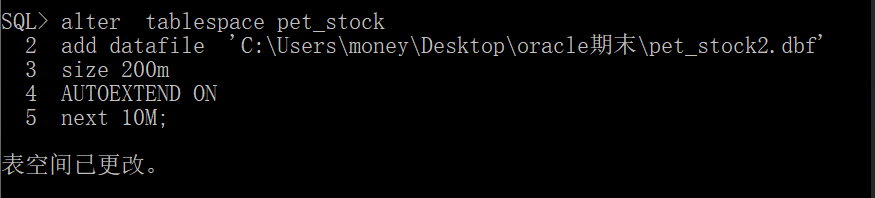 SQL> alter  tablespace pet_stock
  2  add datafile  'C:\Users\money\Desktop\oracle期末\pet_stock2.dbf'
  3  size 200m
  4  AUTOEXTEND ON
  5  next 10M;
表空间已更改。